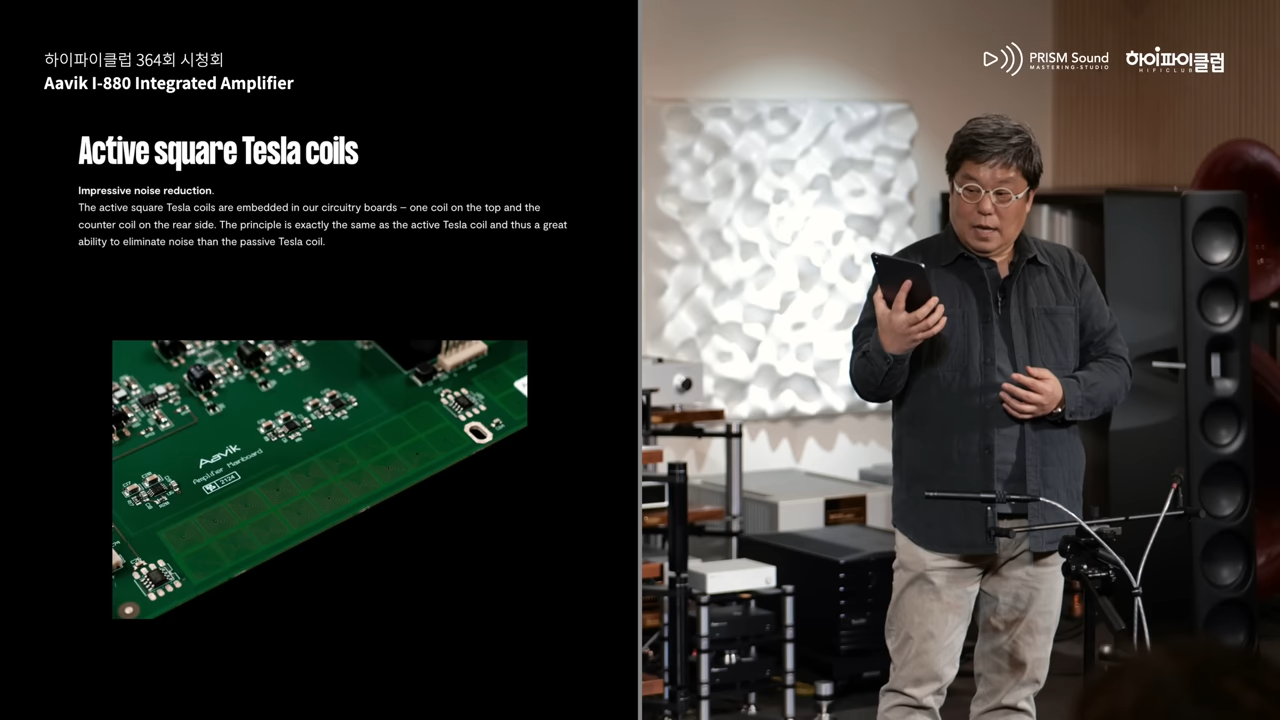 하이파이클럽 364회 시청회
Aavik I-880 Integrated Amplifier
PRISM Sound
MASTERING-STUDIO
하이파이클럽
HIFICLUB
Active square Tesla coils
Impressive noise reduction.
The active square Tesla coils are embedded in our circuitry boards – one coil on the top and the
counter coil on the rear side. The principle is exactly the same as the active Tesla coil and thus a great
ability to eliminate noise than the passive Tesla coil.
Aavik
Amplifier Mainboard
2124